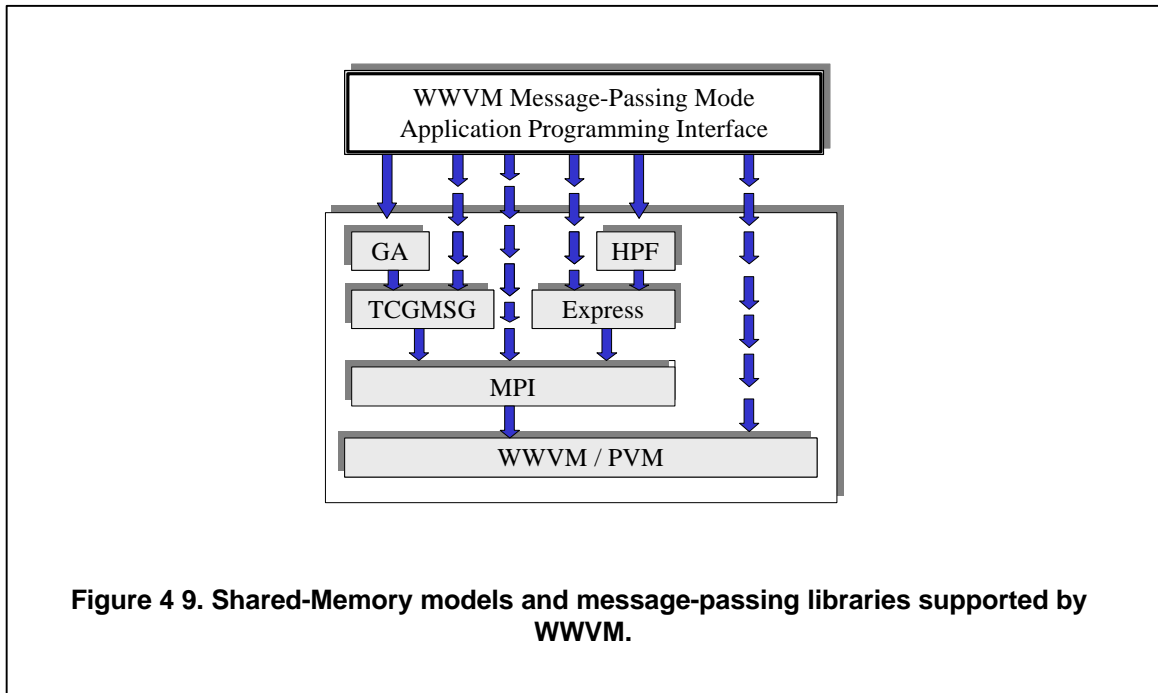 WWVM Message-Passing Mode
Application Programming Interface
GA
HPF
TCGMSG
Express
MPI
WWVM / PVM
Figure 4 9. Shared-Memory models and message-passing libraries supported by
WWVM.